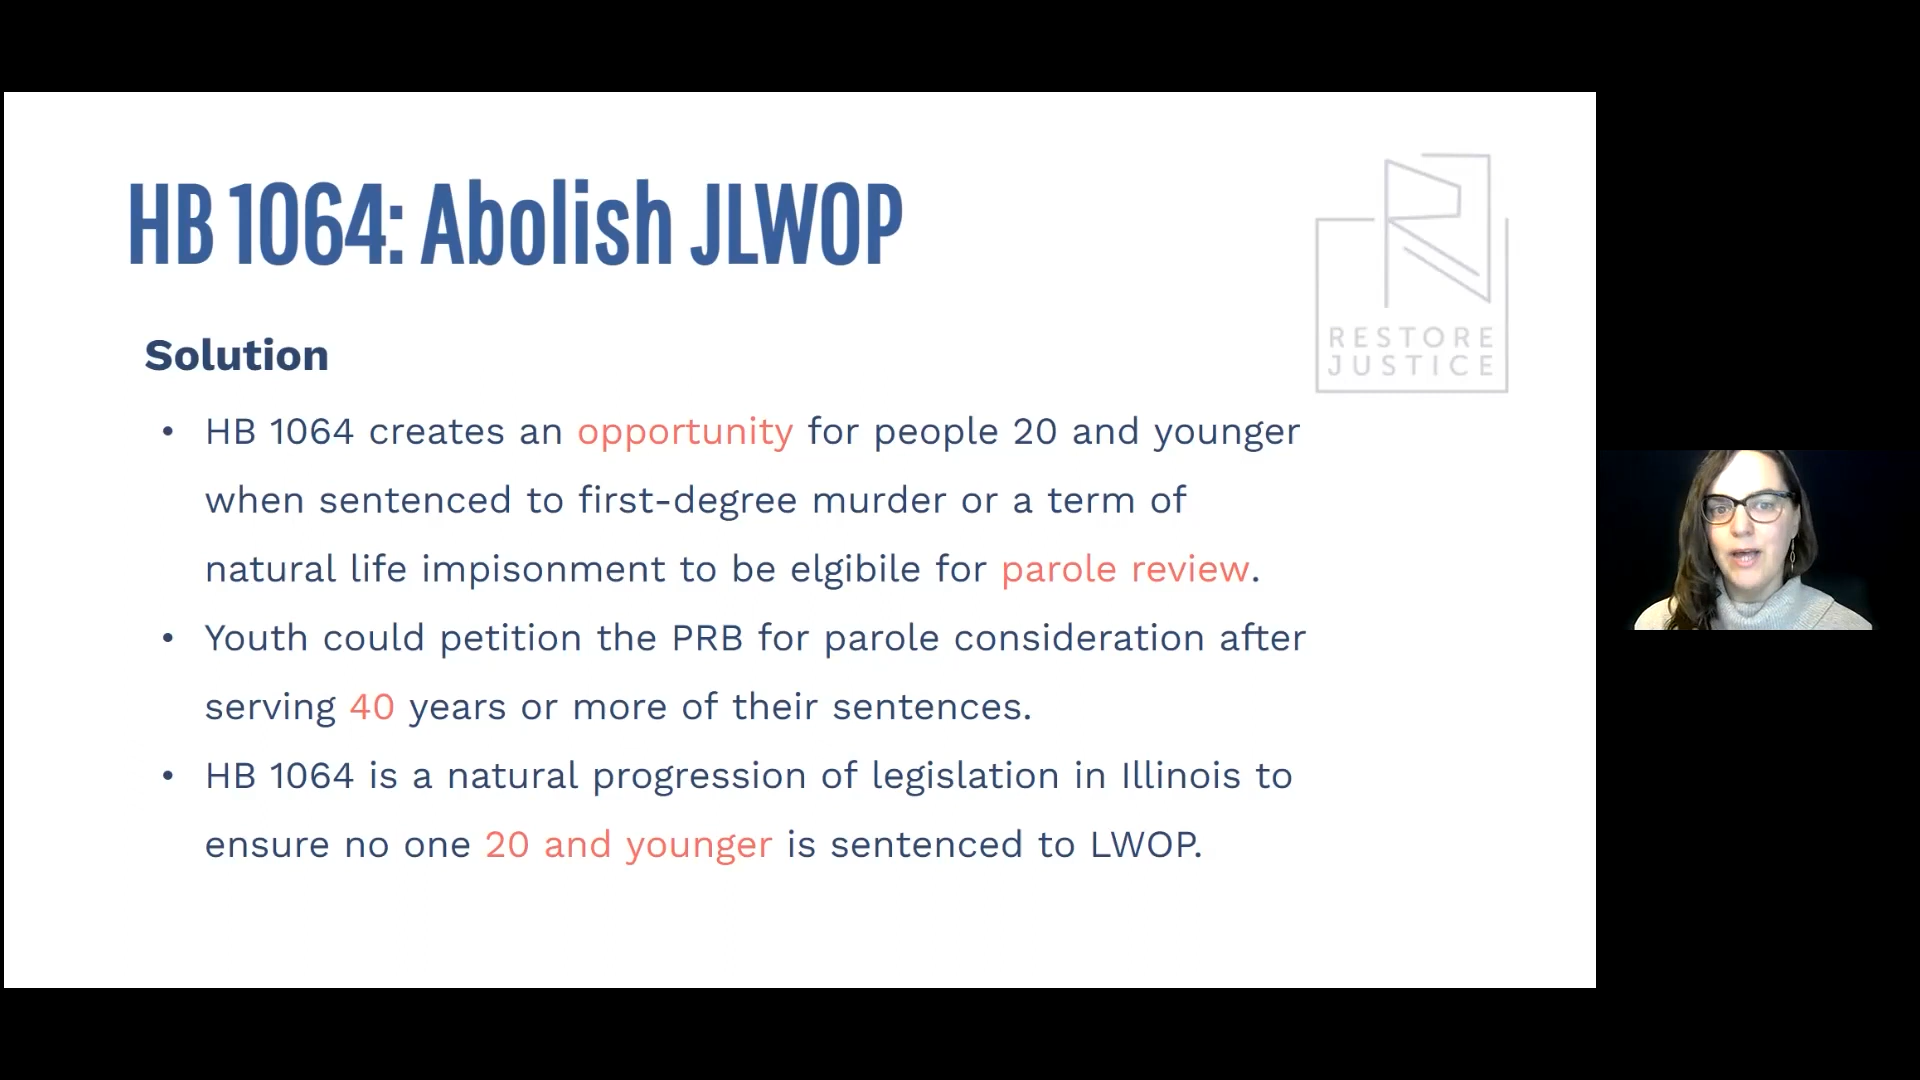 HB 1064: Abolish JLWOP
RESTORE
JUSTICE
Solution
• HB 1064 creates an opportunity for people 20 and younger
when sentenced to first-degree murder or a term of
natural life impisonment to be elgibile for parole review.
• Youth could petition the PRB for parole consideration after
serving 40 years or more of their sentences.
• HB 1064 is a natural progression of legislation in Illinois to
ensure no one 20 and younger is sentenced to LWOP.